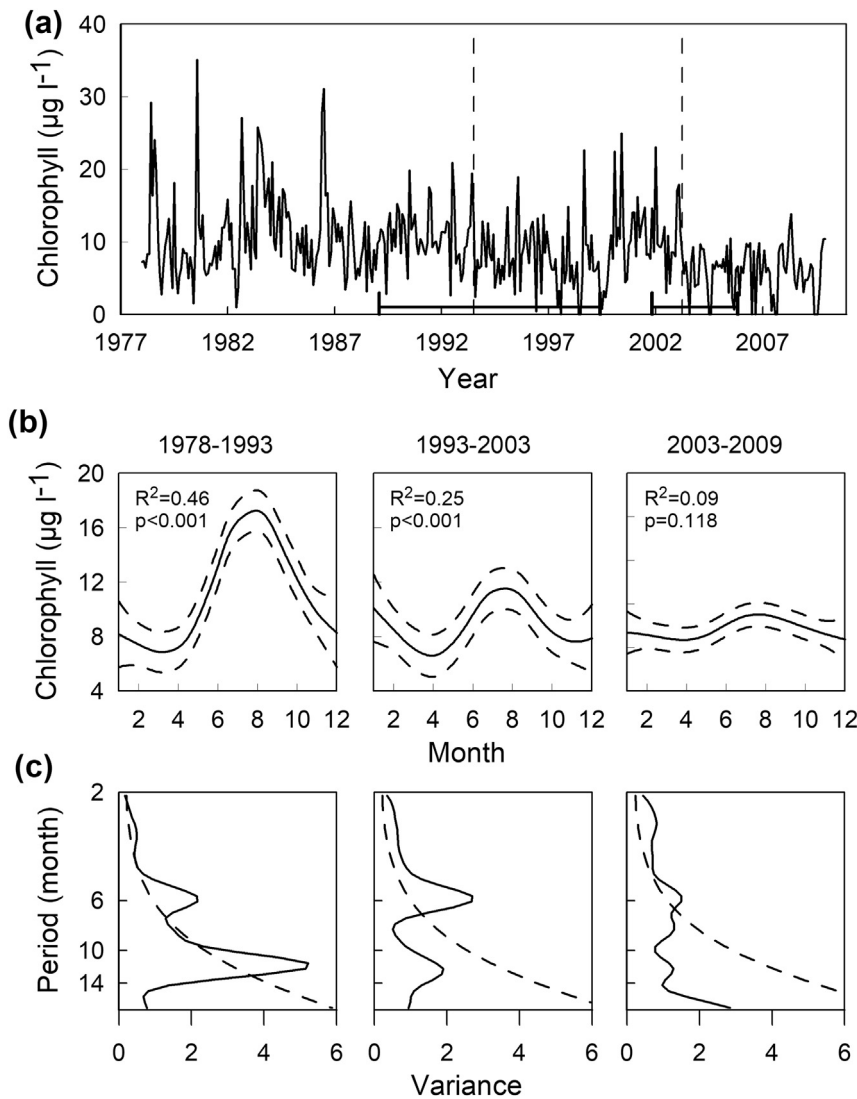 (a)
40
30
20
10
0
Chlorophyll (µg l-1)
1977 1982 1987 1992 1997 2002 2007
Year
(b)
1978-1993 1993-2003 2003-2009
20
16
12
8
4
Chlorophyll (µg l-1)
R2=0.46
p<0.001
R2=0.25
p<0.001
R2=0.09
p=0.118
2 4 6 8 10 12 2 4 6 8 10 12 2 4 6 8 10 12
Month
(c)
2
6
10
14
Period (month)
0 2 4 6 0 2 4 6 0 2 4 6
Variance